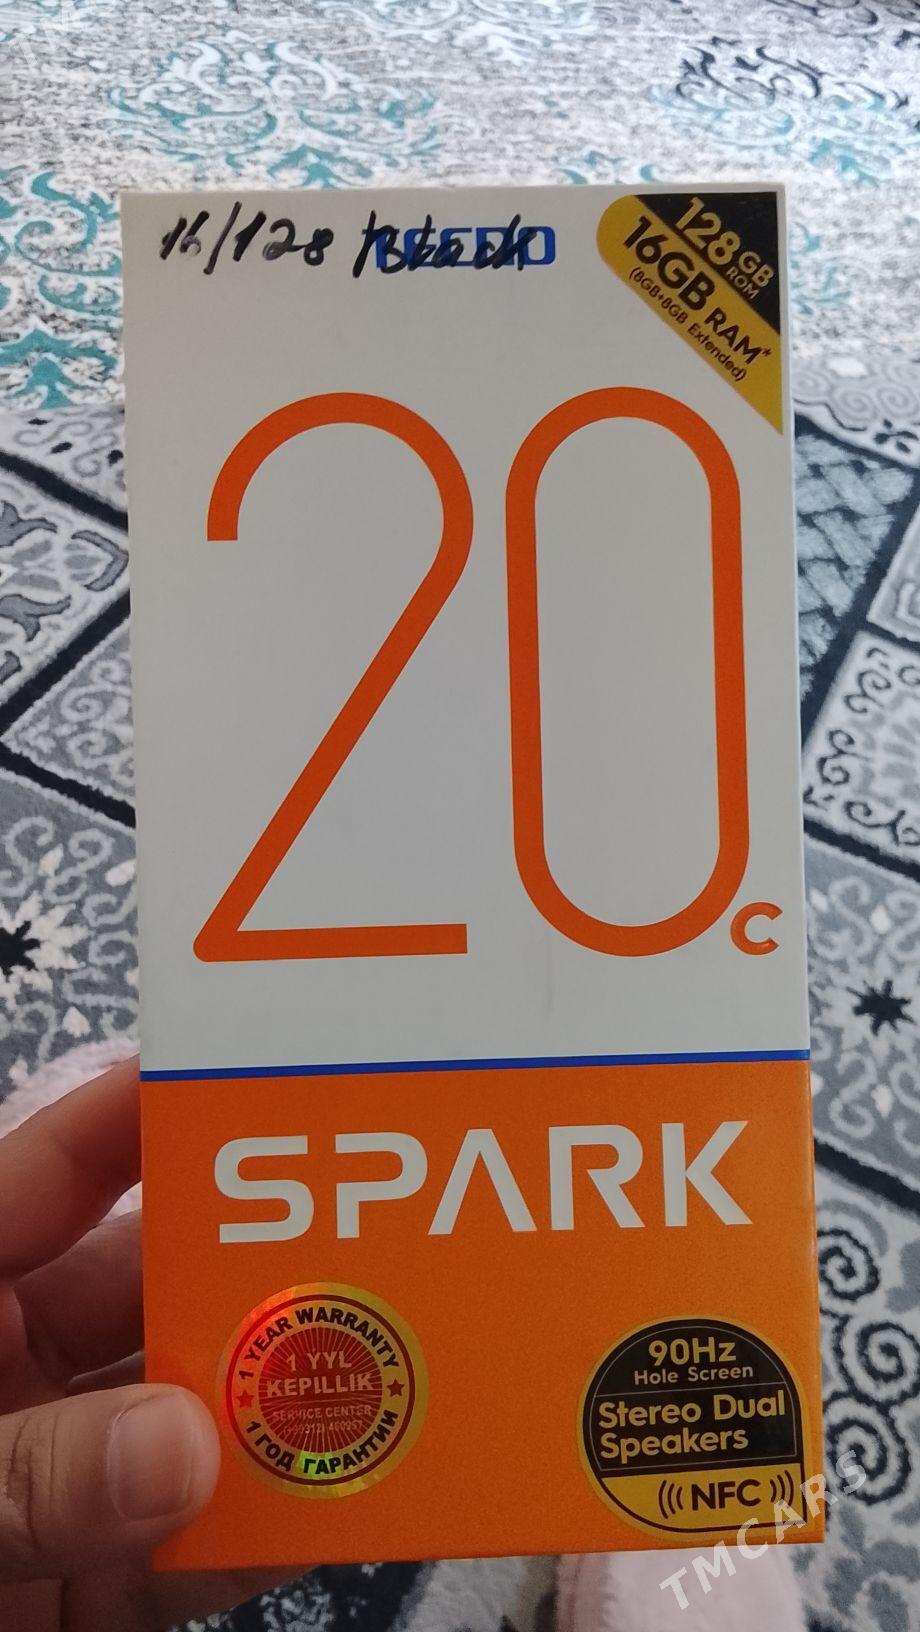 16/128 /Black
TECNO
128GB
ROM
16GB RAM*
(8GB+8GB Extended)
20c
SPARK
1 YEAR WARRANTY
1 YYL
KEPILLIK
SERVICE CENTER
1 ГОД ГАРАНТИИ
90Hz
Hole Screen
Stereo Dual
Speakers
((( NFC )))
TMCARS